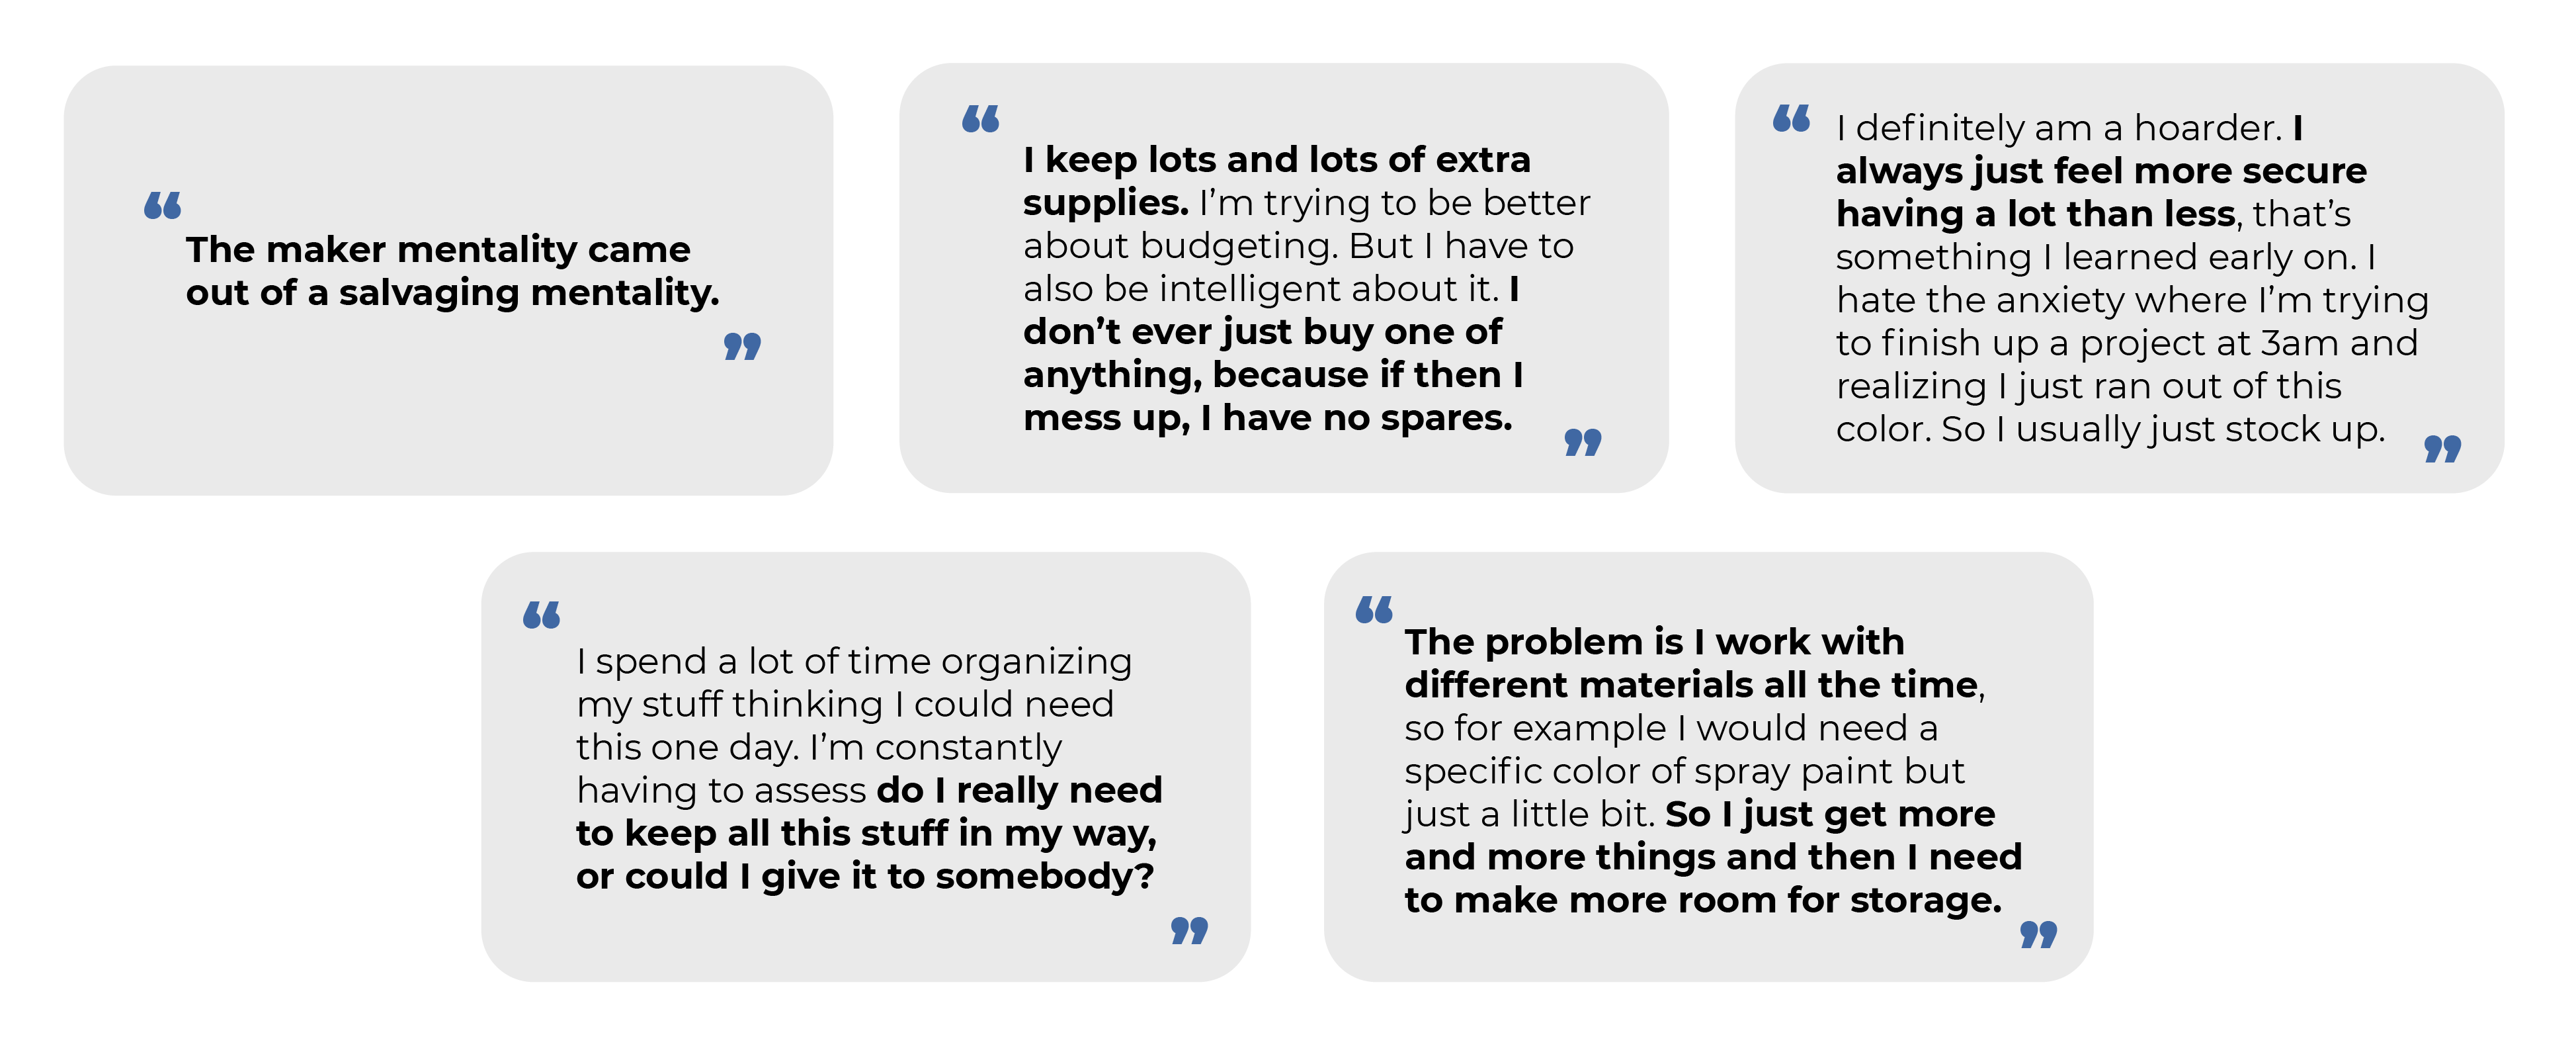 “
The maker mentality came
out of a salvaging mentality.
”
“
I keep lots and lots of extra
supplies. I’m trying to be better
about budgeting. But I have to
also be intelligent about it. I
don’t ever just buy one of
anything, because if then I
mess up, I have no spares.
”
“
I definitely am a hoarder. I
always just feel more secure
having a lot than less, that’s
something I learned early on. I
hate the anxiety where I’m trying
to finish up a project at 3am and
realizing I just ran out of this
color. So I usually just stock up.
”
“
I spend a lot of time organizing
my stuff thinking I could need
this one day. I’m constantly
having to assess do I really need
to keep all this stuff in my way,
or could I give it to somebody?
”
“
The problem is I work with
different materials all the time,
so for example I would need a
specific color of spray paint but
just a little bit. So I just get more
and more things and then I need
to make more room for storage.
”